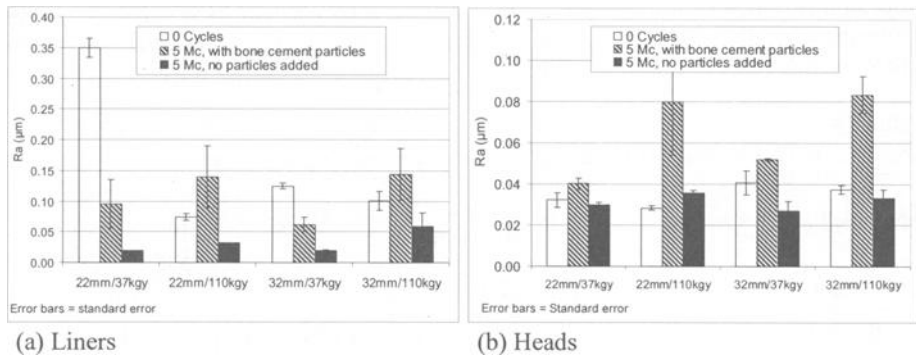 0.40
0.35
0.30
0.25
0.20
0.15
0.10
0.05
0.00
Ra (µm)
0 Cycles
5 Mc, with bone cement particles
5 Mc, no particles added
22mm/37kgy
22mm/110kgy
32mm/37kgy
32mm/110kgy
Error bars = standard error
(a) Liners
0.12
0.10
0.08
0.06
0.04
0.02
0.00
Ra (µm)
0 Cycles
5 Mc, with bone cement particles
5 Mc, no particles added
22mm/37kgy
22mm/110kgy
32mm/37kgy
32mm/110kgy
Error bars = Standard error
(b) Heads